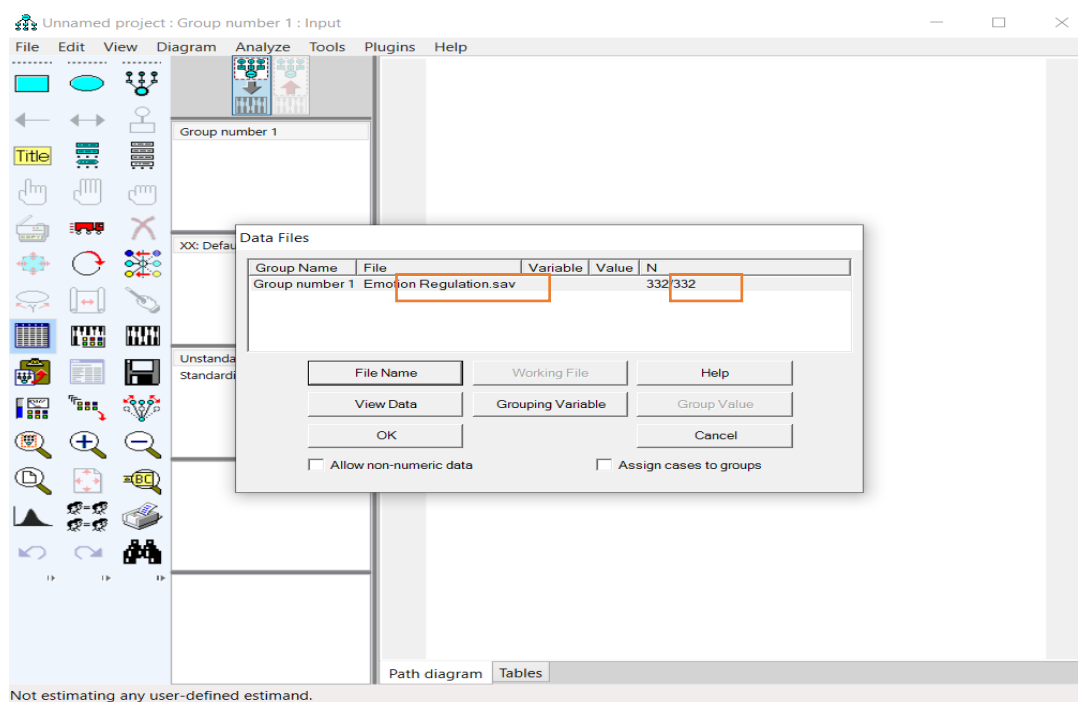 Unnamed project : Group number 1 : Input
File Edit View Diagram Analyze Tools Plugins Help
Group number 1
Title
XX: Defau
Data Files
Group Name File Variable Value N
Group number 1 Emotion Regulation.sav 332/332
Unstanda
Standardi
File Name Working File Help
View Data Grouping Variable Group Value
OK Cancel
Allow non-numeric data Assign cases to groups
Path diagram Tables
Not estimating any user-defined estimand.